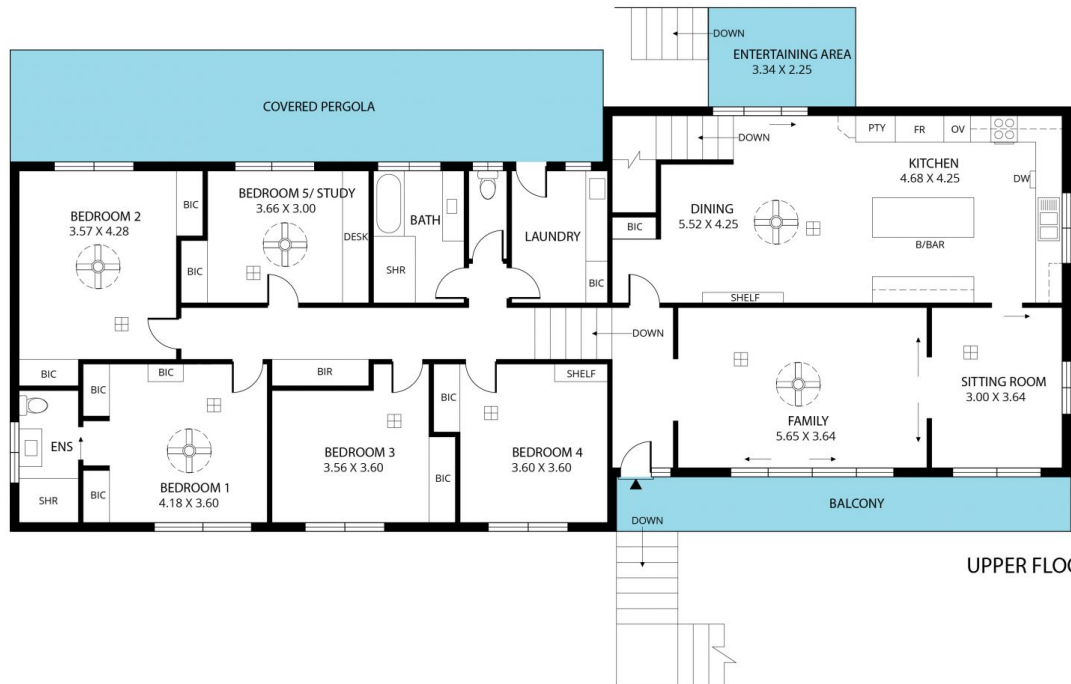 DOWN
ENTERTAINING AREA
3.34 X 2.25
COVERED PERGOLA
DOWN
PTY
FR
OV
KITCHEN
4.68 X 4.25
DW
BEDROOM 2
3.57 X 4.28
BIC
BEDROOM 5/ STUDY
3.66 X 3.00
DESK
BIC
BATH
SHR
LAUNDRY
BIC
BIC
DINING
5.52 X 4.25
B/BAR
SHELF
DOWN
BIC
BIC
BIC
BIR
BIC
SHELF
FAMILY
5.65 X 3.64
SITTING ROOM
3.00 X 3.64
ENS
SHR
BIC
BEDROOM 1
4.18 X 3.60
BEDROOM 3
3.56 X 3.60
BIC
BEDROOM 4
3.60 X 3.60
BALCONY
DOWN
UPPER FLOO